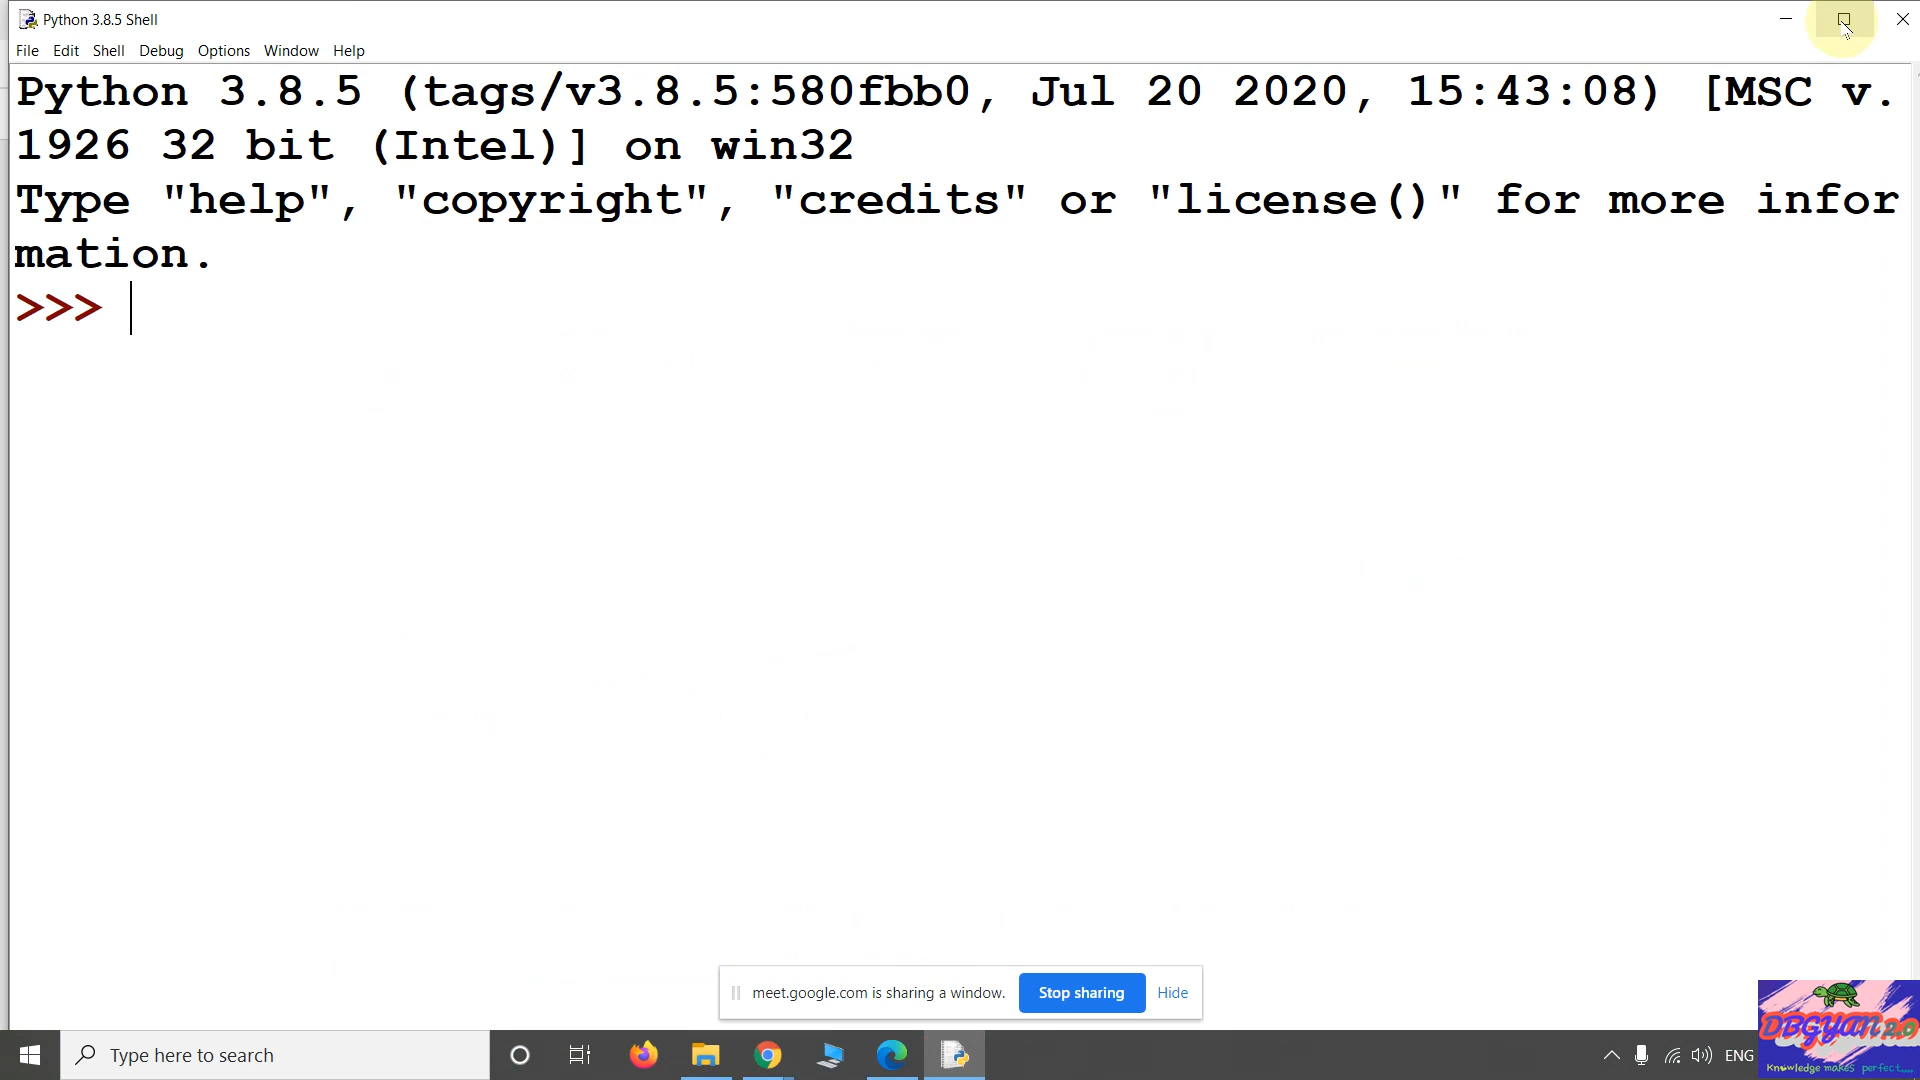 Python 3.8.5 Shell
File Edit Shell Debug Options Window Help
Python 3.8.5 (tags/v3.8.5:580fbb0, Jul 20 2020, 15:43:08) [MSC v.
1926 32 bit (Intel)] on win32
Type "help", "copyright", "credits" or "license()" for more infor
mation.
>>>
meet.google.com is sharing a window. Stop sharing Hide
Type here to search
ENG
DBGYAN 2.0
Knowledge makes perfect....